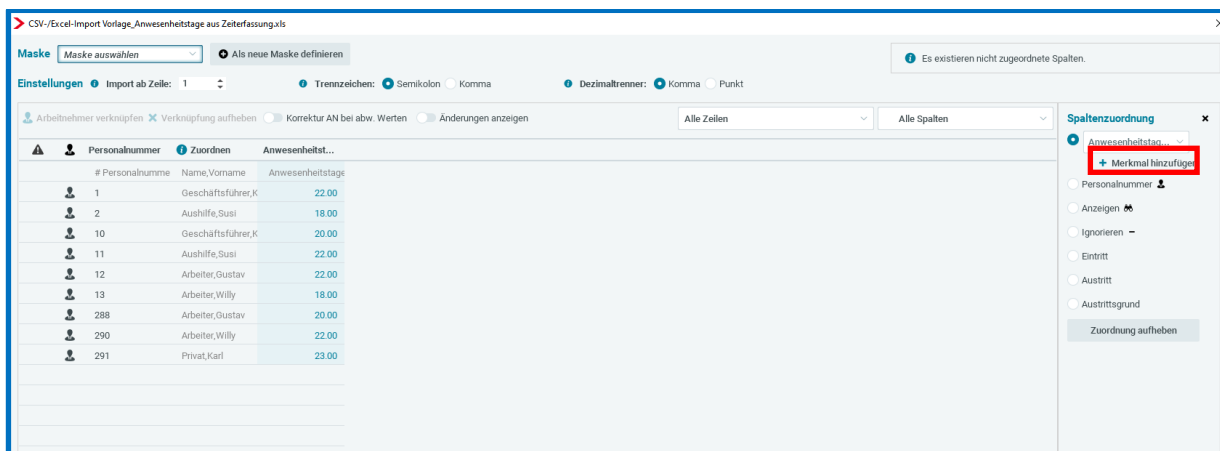 CSV-/Excel-Import Vorlage_Anwesenheitstage aus Zeiterfassung.xls
Maske Maske auswählen Als neue Maske definieren
Es existieren nicht zugeordnete Spalten.
Einstellungen Import ab Zeile: 1 Trennzeichen: Semikolon Komma Dezimaltrenner: Komma Punkt
Arbeitnehmer verknüpfen Verknüpfung aufheben Korrektur AN bei abw. Werten Änderungen anzeigen Alle Zeilen Alle Spalten
Personalnummer Zuordnen Anwesenheitst...
# Personalnumme Name,Vorname Anwesenheitstage
1 Geschäftsführer,K 22.00
2 Aushilfe,Susi 18.00
10 Geschäftsführer,K 20.00
11 Aushilfe,Susi 22.00
12 Arbeiter,Gustav 22.00
13 Arbeiter,Willy 18.00
288 Arbeiter,Gustav 20.00
290 Arbeiter,Willy 22.00
291 Privat,Karl 23.00
Spaltenzuordnung
Anwesenheitstag...
+ Merkmal hinzufügen
Personalnummer
Anzeigen
Ignorieren
Eintritt
Austritt
Austrittsgrund
Zuordnung aufheben